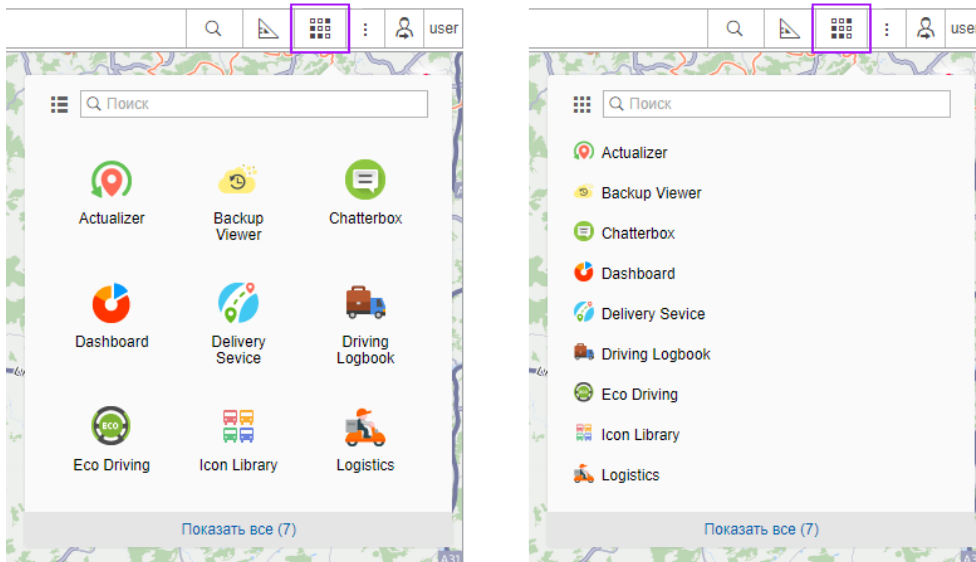 user
Поиск
Actualizer
Backup
Viewer
Chatterbox
Dashboard
Delivery
Sevice
Driving
Logbook
ECO
Eco Driving
Icon Library
Logistics
Показать все (7)
A31
user
Поиск
Actualizer
Backup Viewer
Chatterbox
Dashboard
Delivery Sevice
Driving Logbook
Eco Driving
Icon Library
Logistics
Показать все (7)